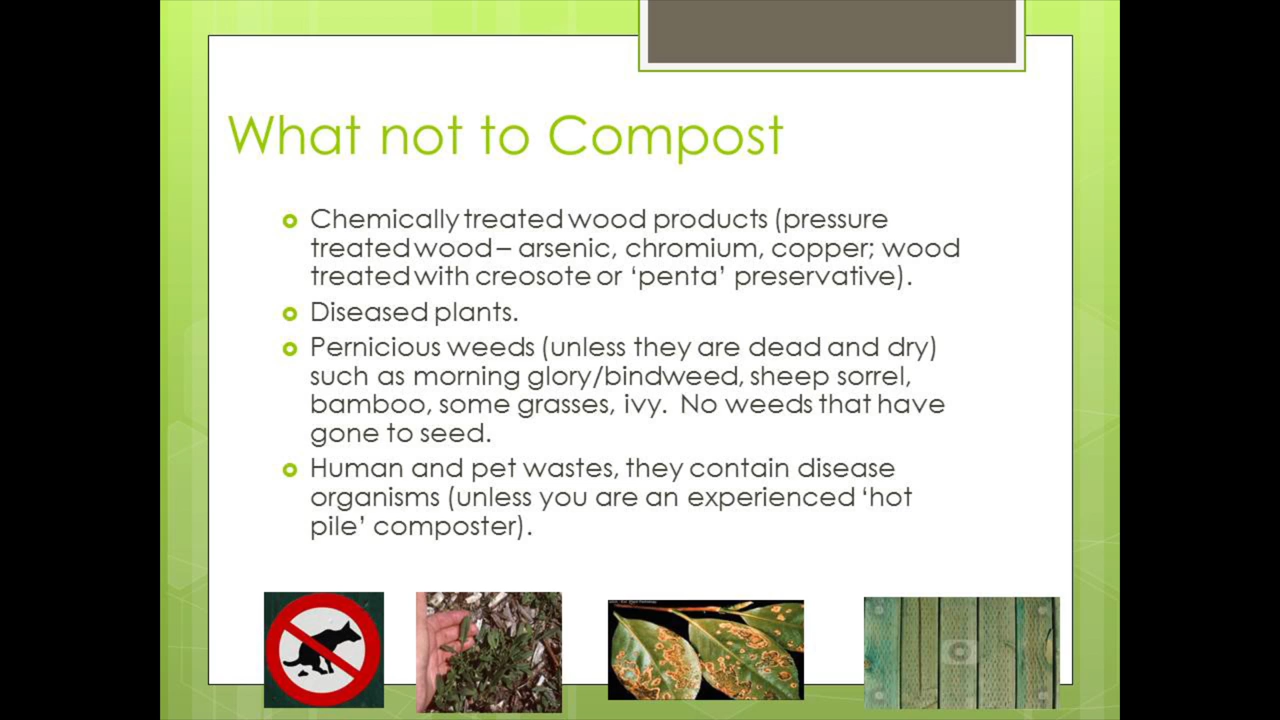 What not to Compost
Chemically treated wood products (pressure
treated wood – arsenic, chromium, copper; wood
treated with creosote or ‘penta’ preservative).
Diseased plants.
Pernicious weeds (unless they are dead and dry)
such as morning glory/bindweed, sheep sorrel,
bamboo, some grasses, ivy.  No weeds that have
gone to seed.
Human and pet wastes, they contain disease
organisms (unless you are an experienced ‘hot
pile’ composter).